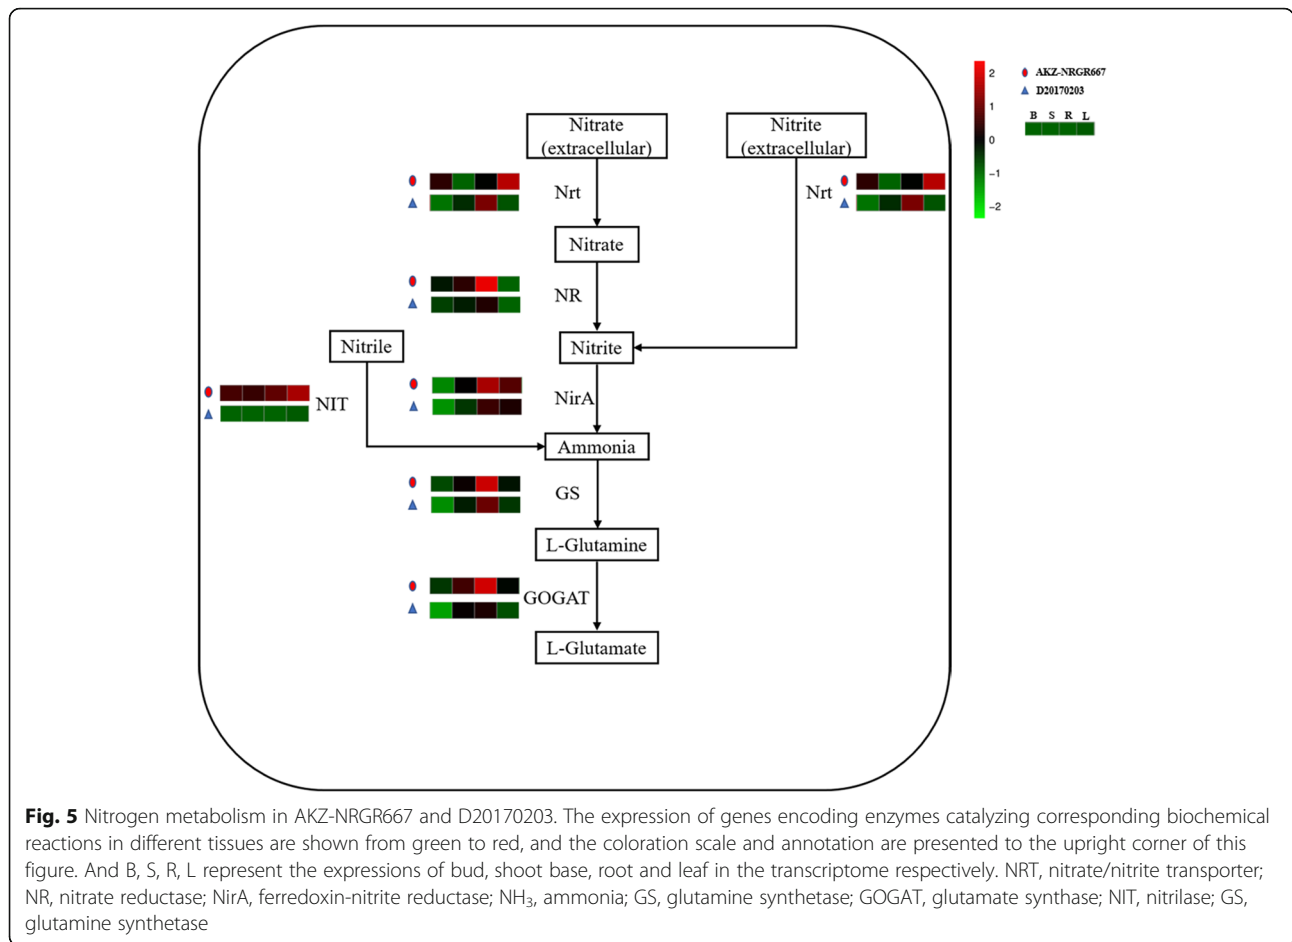 2
1
0
−1
−2
AKZ-NRGR667
D20170203
B S R L
Nitrate
(extracellular)
Nitrite
(extracellular)
Nrt
Nrt
Nitrate
NR
Nitrile
Nitrite
NIT
NirA
Ammonia
GS
L-Glutamine
GOGAT
L-Glutamate
Fig. 5 Nitrogen metabolism in AKZ-NRGR667 and D20170203. The expression of genes encoding enzymes catalyzing corresponding biochemical
reactions in different tissues are shown from green to red, and the coloration scale and annotation are presented to the upright corner of this
figure. And B, S, R, L represent the expressions of bud, shoot base, root and leaf in the transcriptome respectively. NRT, nitrate/nitrite transporter;
NR, nitrate reductase; NirA, ferredoxin-nitrite reductase; NH3, ammonia; GS, glutamine synthetase; GOGAT, glutamate synthase; NIT, nitrilase; GS,
glutamine synthetase